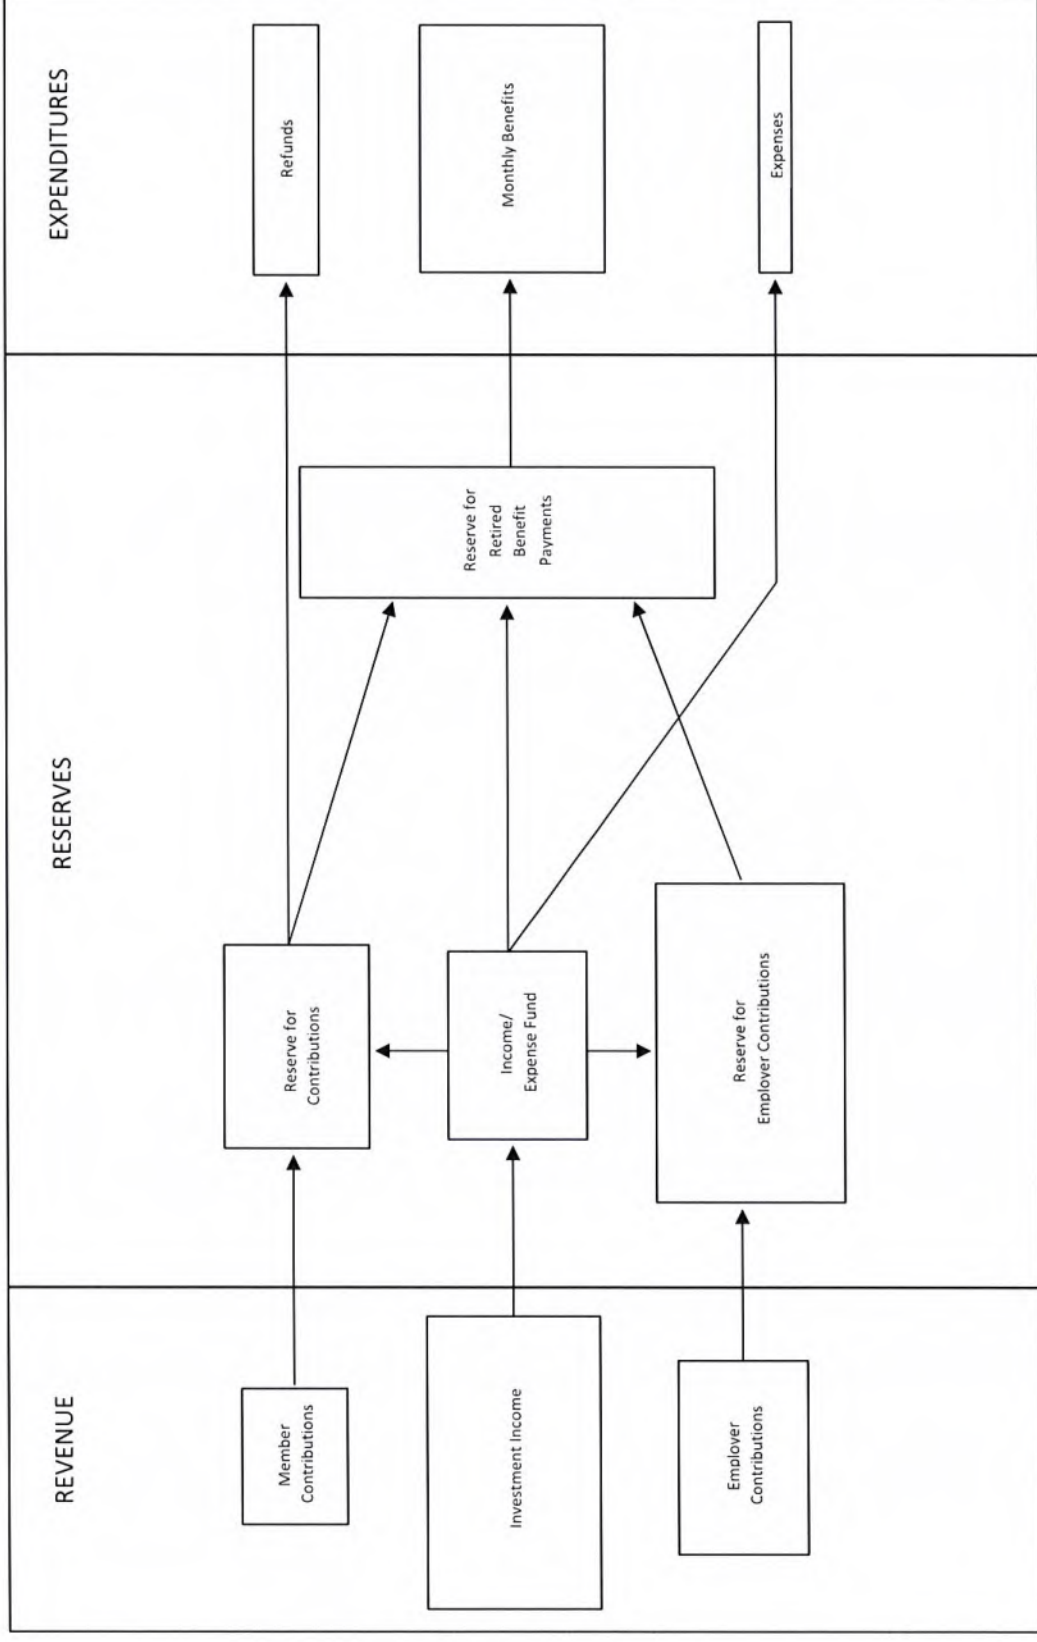 REVENUE
RESERVES
EXPENDITURES
Member
Contributions
Reserve for
Contributions
Refunds
Investment Income
Income/
Expense Fund
Reserve for
Retired
Benefit
Payments
Monthly Benefits
Employer
Contributions
Reserve for
Employer Contributions
Expenses